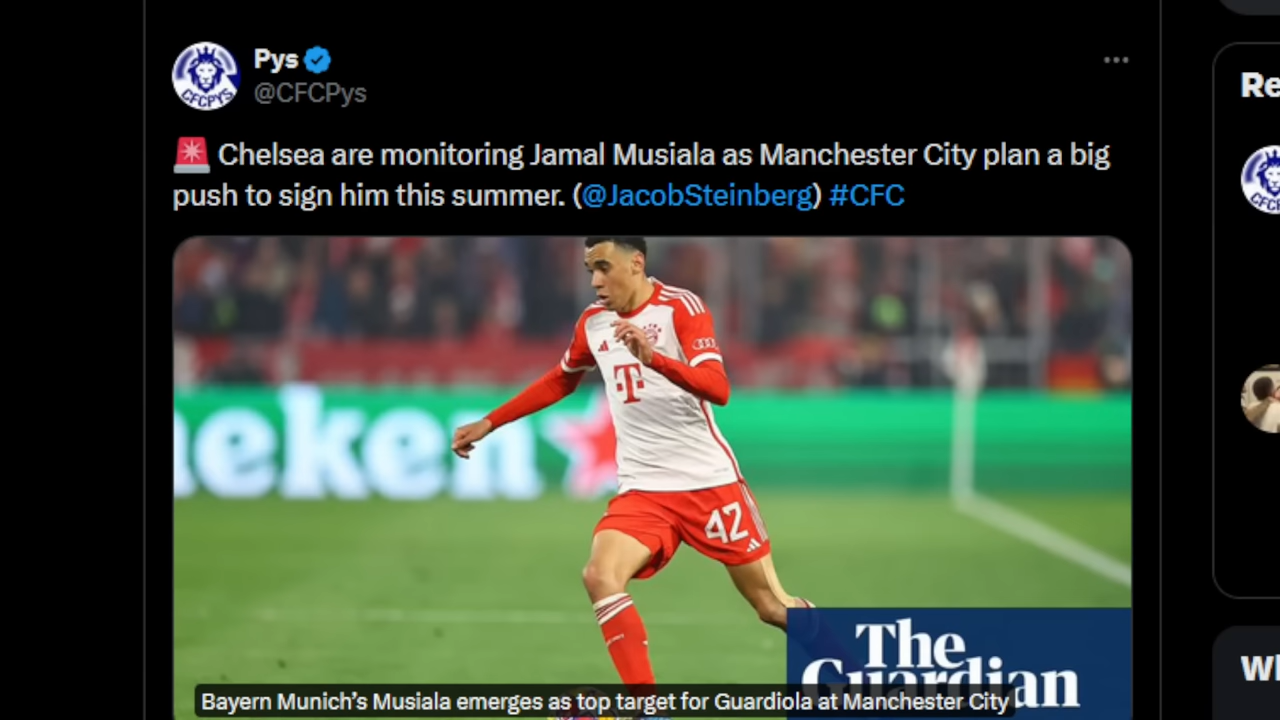 Pys
@CFCPys
🚨 Chelsea are monitoring Jamal Musiala as Manchester City plan a big
push to sign him this summer. (@JacobSteinberg) #CFC
CFCPYS
Re
eken
T
42
The
Guardian
Bayern Munich's Musiala emerges as top target for Guardiola at Manchester City